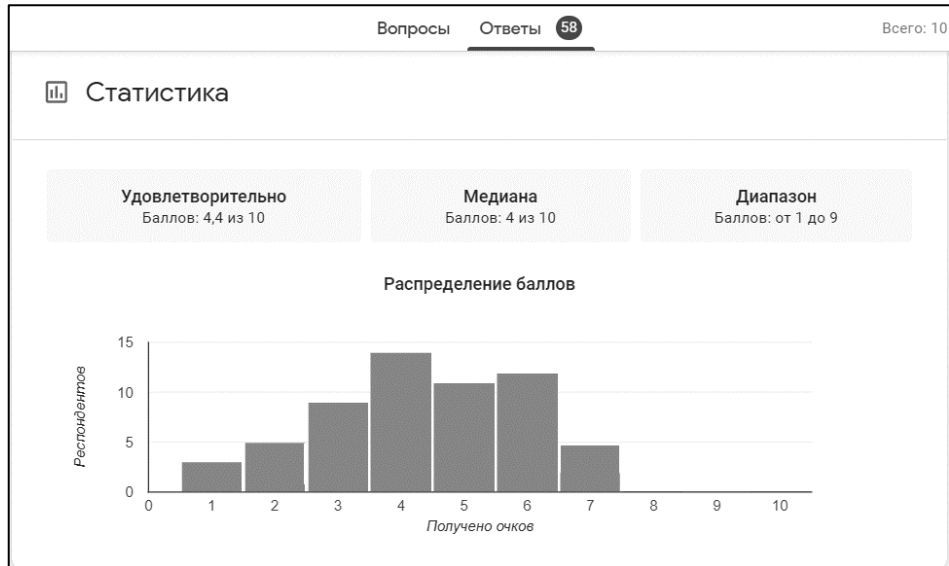 Вопросы Ответы 58 Всего: 10
Статистика
Удовлетворительно Медиана Диапазон
Баллов: 4,4 из 10 Баллов: 4 из 10 Баллов: от 1 до 9
Распределение баллов
Респондентов
15
10
5
0
0 1 2 3 4 5 6 7 8 9 10
Получено очков